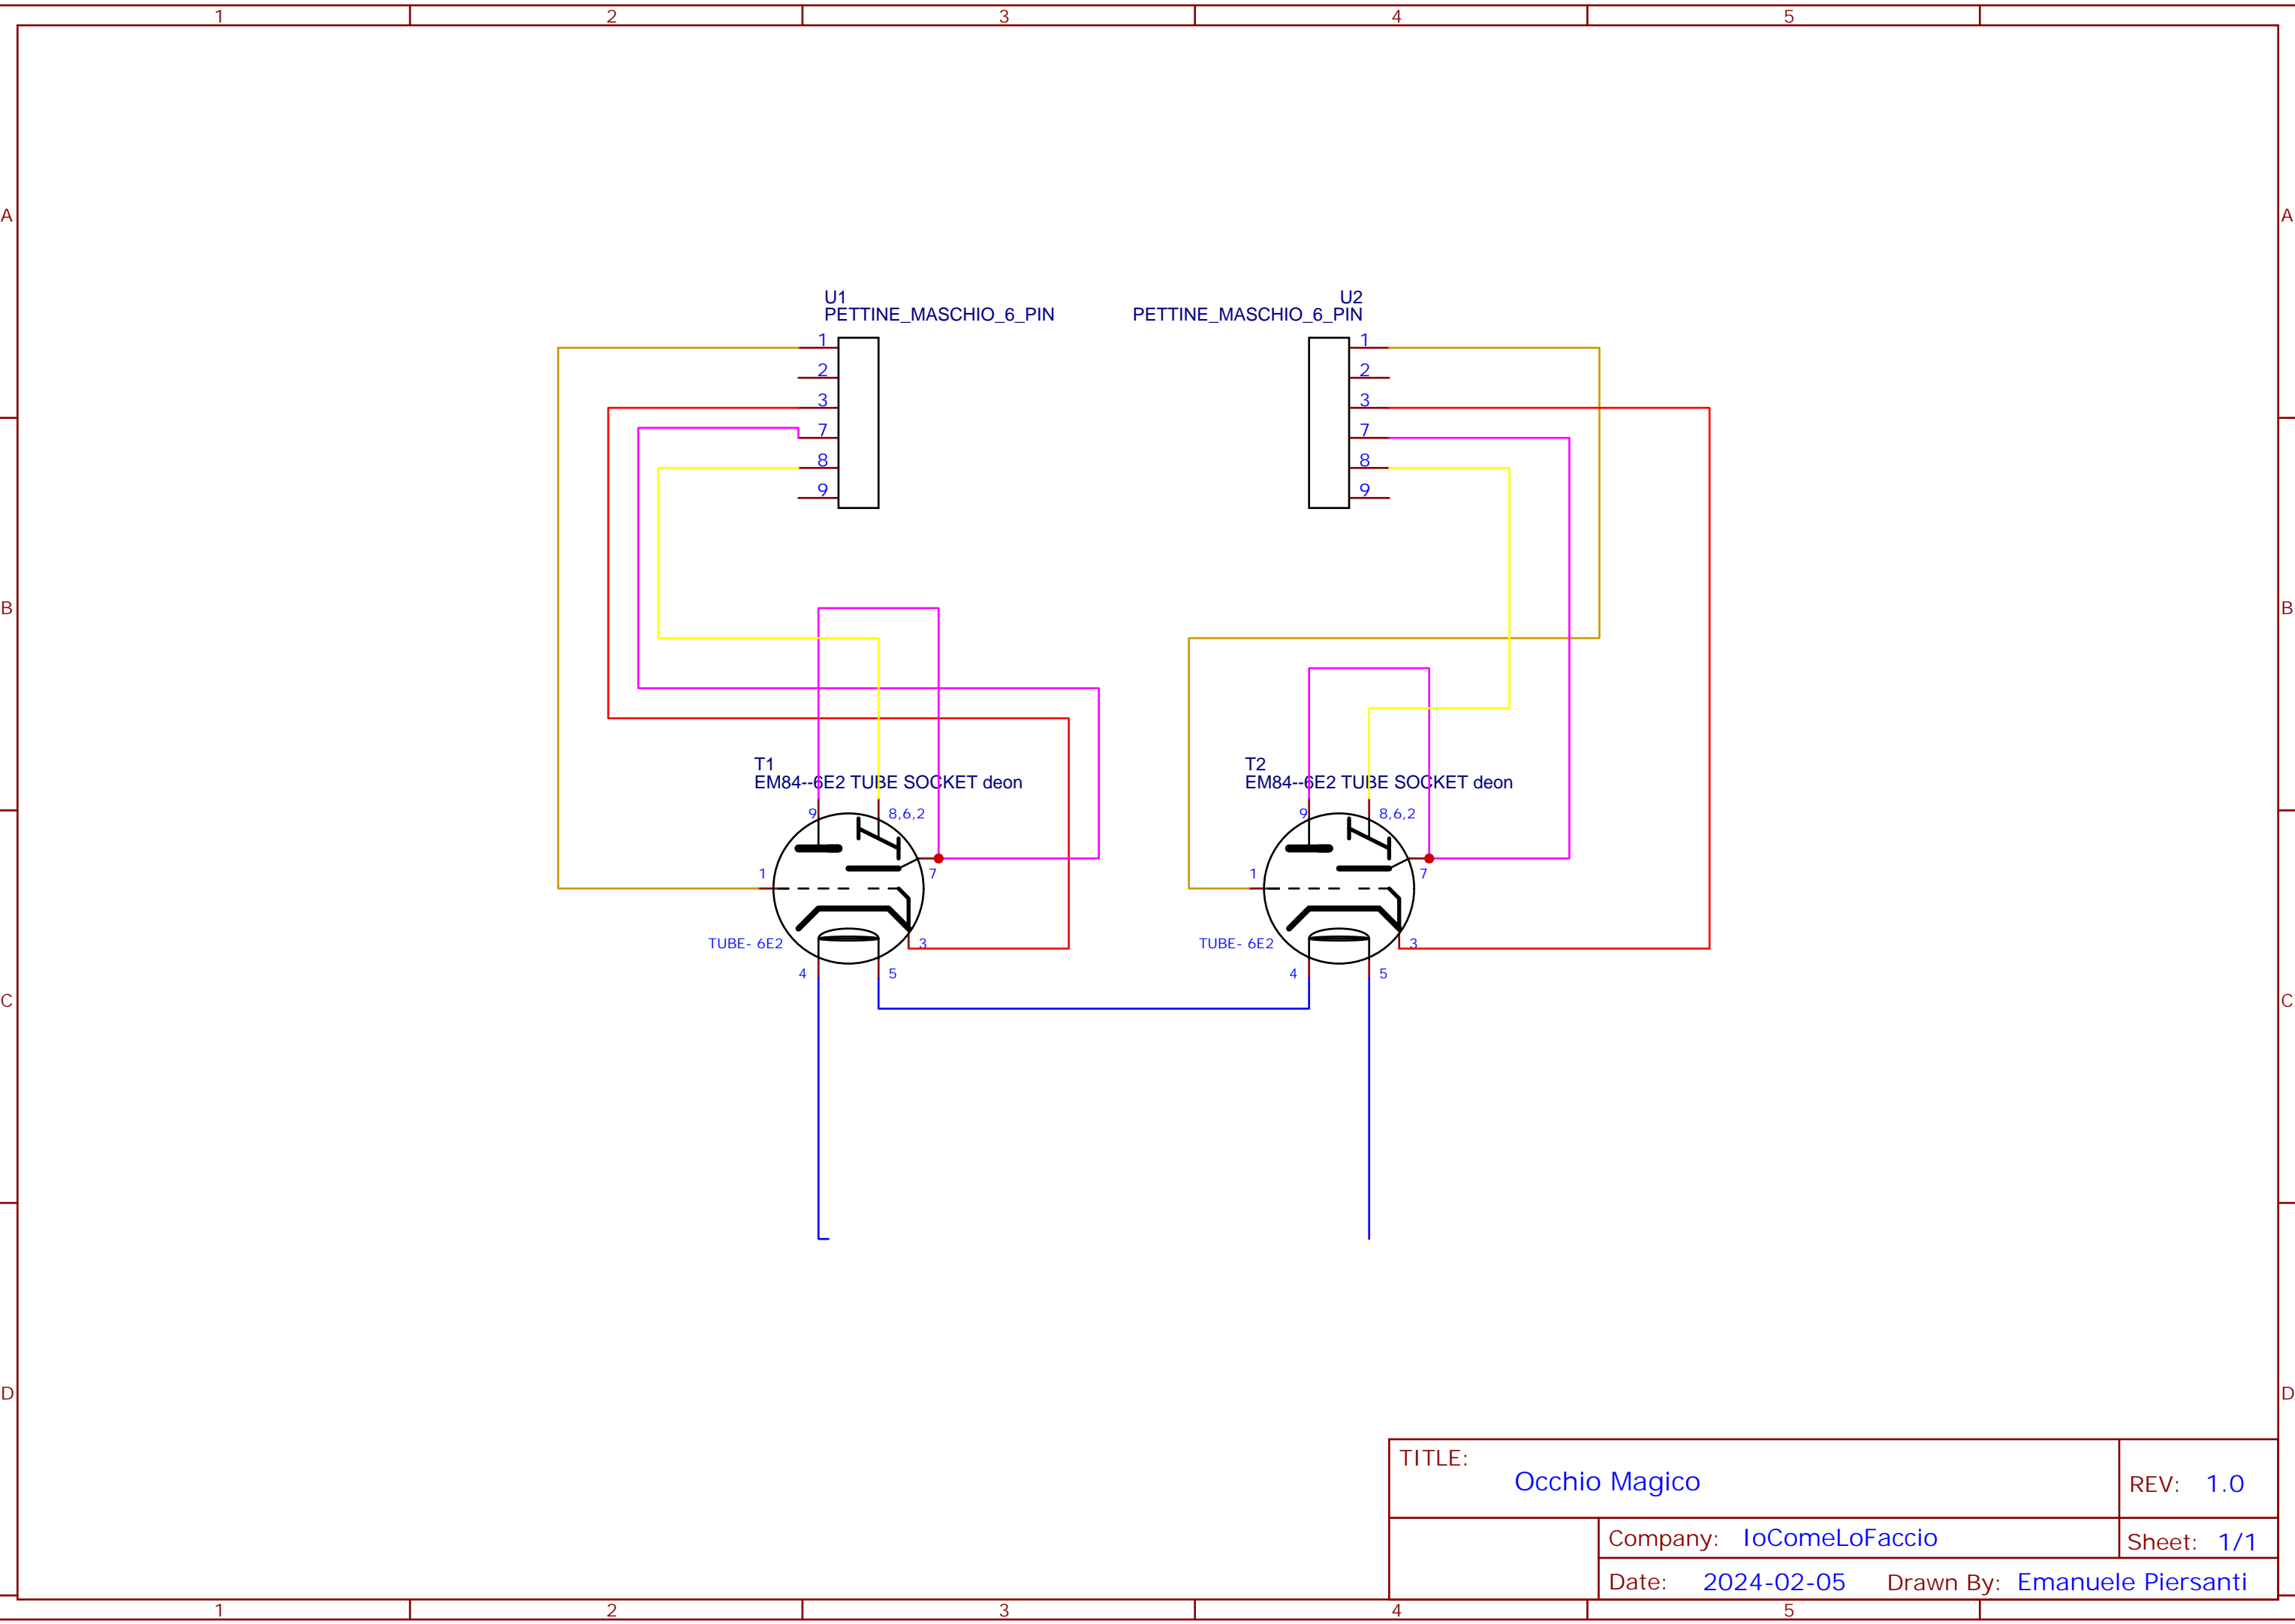 1 2 3 4 5
A A
U1 U2
PETTINE_MASCHIO_6_PIN PETTINE_MASCHIO_6_PIN
1 1
2 2
3 3
7 7
8 8
9 9
B B
T1 T2
EM84--6E2 TUBE SOCKET deon EM84--6E2 TUBE SOCKET deon
9 8,6,2 9 8,6,2
1 7 1 7
TUBE- 6E2 3 TUBE- 6E2 3
4 5 4 5
C C
D D
TITLE:
Occhio Magico
REV: 1.0
Company: IoComeLoFaccio
Sheet: 1/1
Date: 2024-02-05 Drawn By: Emanuele Piersanti
1 2 3 4 5